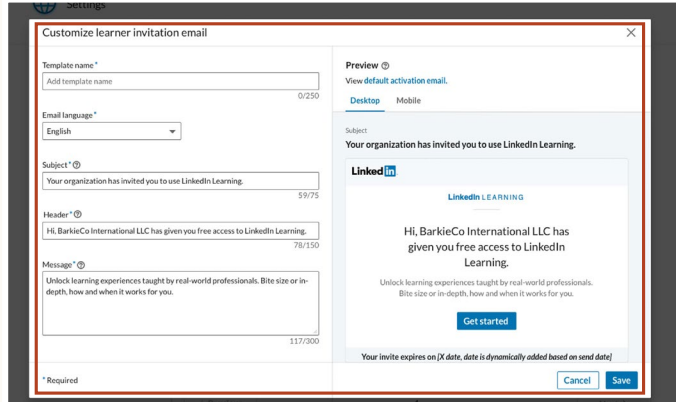 Settings
Customize learner invitation email
Template name*
Add template name
0/250
Email language*
English
Subject*
Your organization has invited you to use LinkedIn Learning.
59/75
Header*
Hi, BarkieCo International LLC has given you free access to LinkedIn Learning.
78/150
Message*
Unlock learning experiences taught by real-world professionals. Bite size or in-
depth, how and when it works for you.
117/300
* Required
Preview
View default activation email.
Desktop Mobile
Subject
Your organization has invited you to use LinkedIn Learning.
Linked in
LinkedIn LEARNING
Hi, BarkieCo International LLC has
given you free access to LinkedIn
Learning.
Unlock learning experiences taught by real-world professionals.
Bite size or in-depth, how and when it works for you.
Get started
Your invite expires on [X date, date is dynamically added based on send date]
Cancel Save